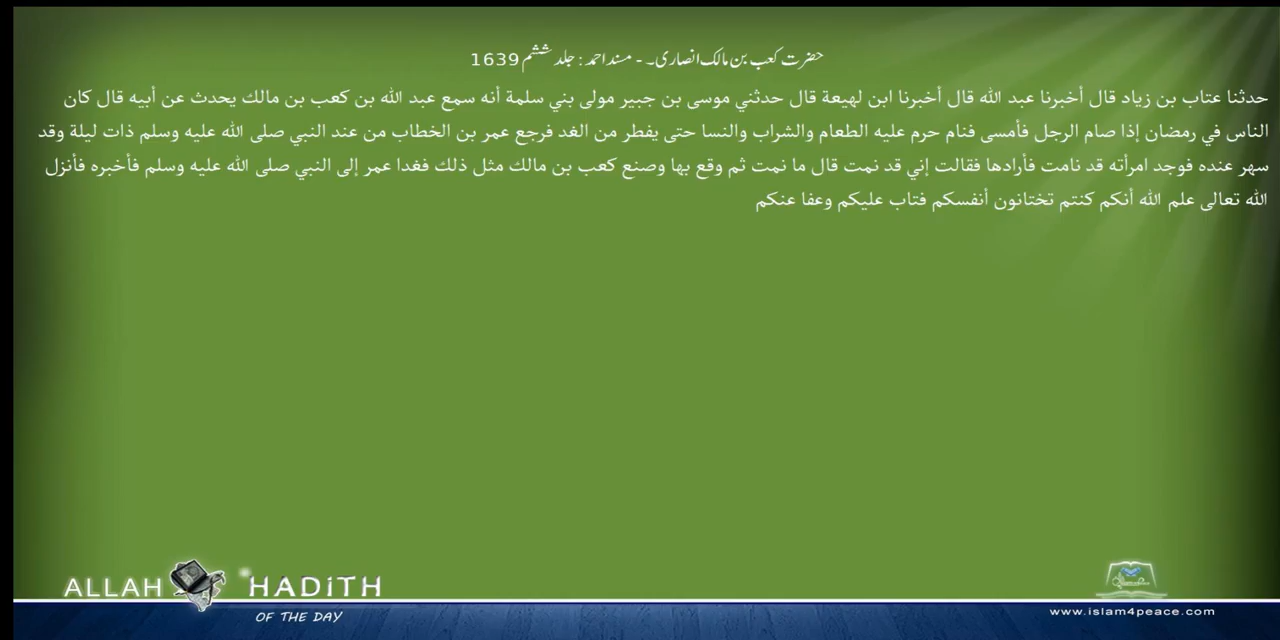 حضرت کعب بن مالک انصاری۔ - مسند احمد : جلد ششم 1639
حدثنا عتاب بن زياد قال أخبرنا عبد الله قال أخبرنا ابن لهيعة قال حدثني موسى بن جبير مولى بني سلمة أنه سمع عبد الله بن كعب بن مالك يحدث عن أبيه قال كان
الناس في رمضان إذا صام الرجل فأمسى فنام حرم عليه الطعام والشراب والنسا حتى يفطر من الغد فرجع عمر بن الخطاب من عند النبي صلى الله عليه وسلم ذات ليلة وقد
سهر عنده فوجد امرأته قد نامت فأرادها فقالت إني قد نمت قال ما نمت ثم وقع بها وصنع كعب بن مالك مثل ذلك فغدا عمر إلى النبي صلى الله عليه وسلم فأخبره فأنزل
الله تعالى علم الله أنكم كنتم تختانون أنفسكم فتاب عليكم وعفا عنكم
ALLAH HADITH
OF THE DAY
www.islam4peace.com